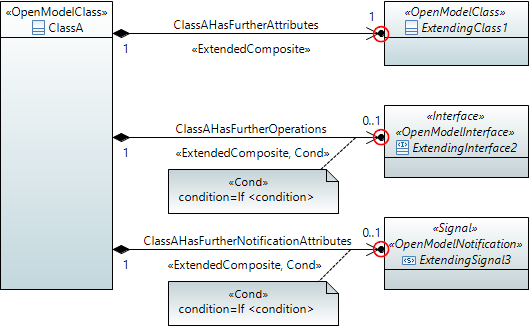 «OpenModelClass»
ClassA
ClassAHasFurtherAttributes
1
1
«ExtendedComposite»
«OpenModelClass»
ExtendingClass1
ClassAHasFurtherOperations
0..1
1
«ExtendedComposite, Cond»
«Interface»
«OpenModelInterface»
ExtendingInterface2
«Cond»
condition=If <condition>
ClassAHasFurtherNotificationAttributes
0..1
1
«ExtendedComposite, Cond»
«Signal»
«OpenModelNotification»
ExtendingSignal3
«Cond»
condition=If <condition>